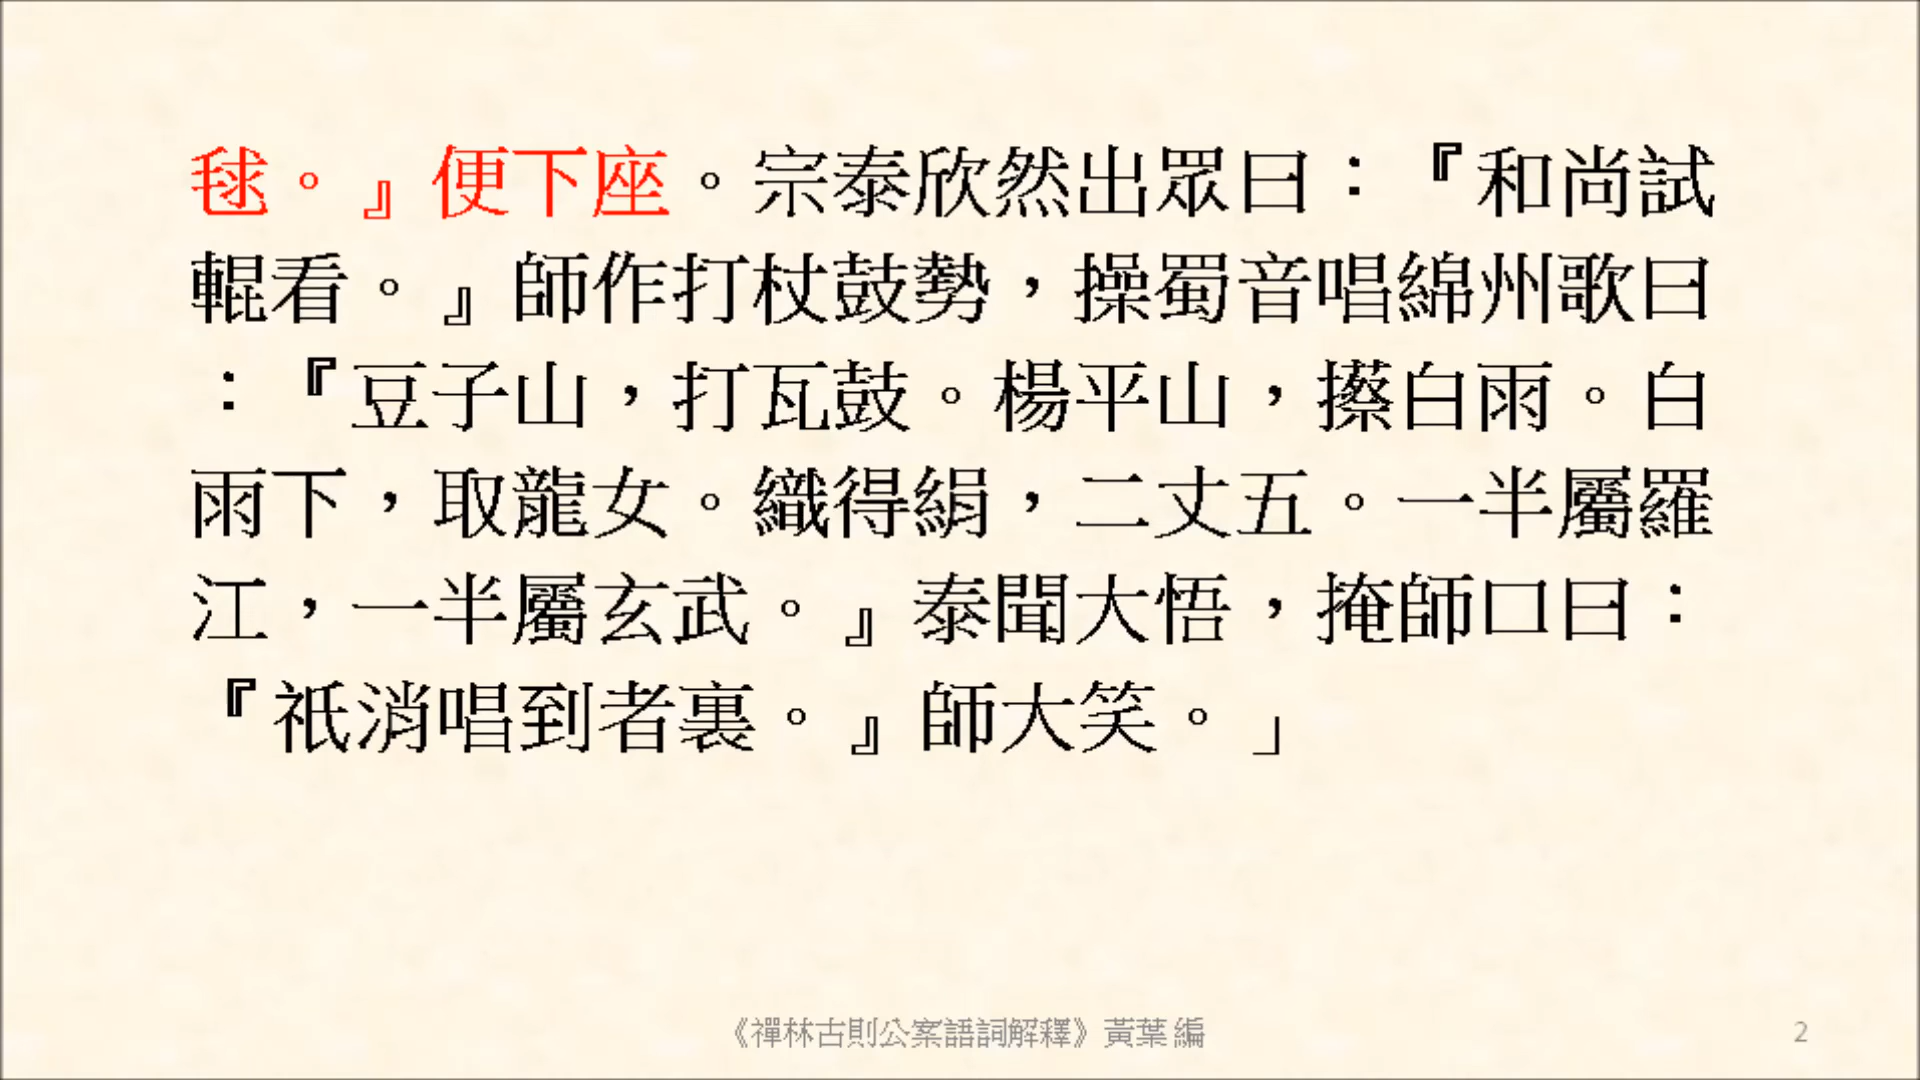 毬。』便下座。宗泰欣然出眾曰：『和尚試
輥看。』師作打杖鼓勢，操蜀音唱綿州歌曰
：『豆子山，打瓦鼓。楊平山，攃白雨。白
雨下，取龍女。織得絹，二丈五。一半屬羅
江，一半屬玄武。』泰聞大悟，掩師口曰：
『祇消唱到者裏。』師大笑。」
《禪林古則公案語詞解釋》黃葉 編
2